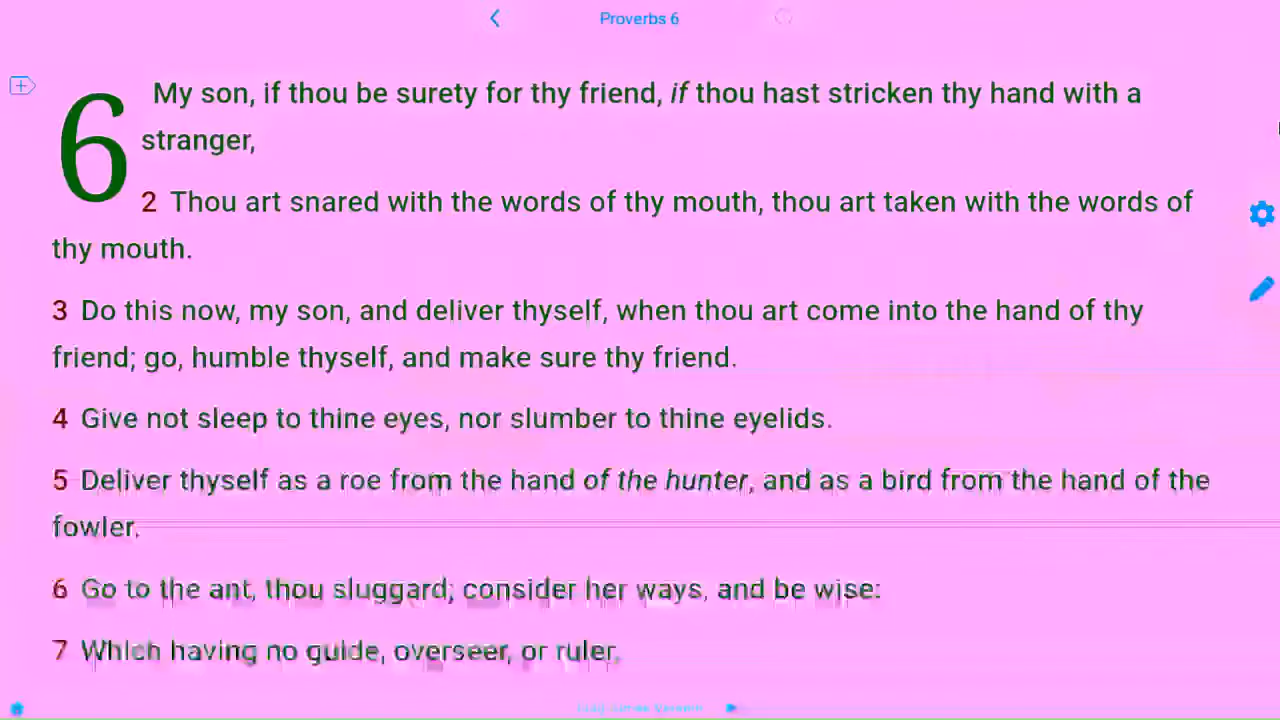 Proverbs 6
6 My son, if thou be surety for thy friend, if thou hast stricken thy hand with a
stranger,
2 Thou art snared with the words of thy mouth, thou art taken with the words of
thy mouth.
3 Do this now, my son, and deliver thyself, when thou art come into the hand of thy
friend; go, humble thyself, and make sure thy friend.
4 Give not sleep to thine eyes, nor slumber to thine eyelids.
5 Deliver thyself as a roe from the hand of the hunter, and as a bird from the hand of the
fowler.
6 Go to the ant, thou sluggard; consider her ways, and be wise:
7 Which having no guide, overseer, or ruler,
King James Version